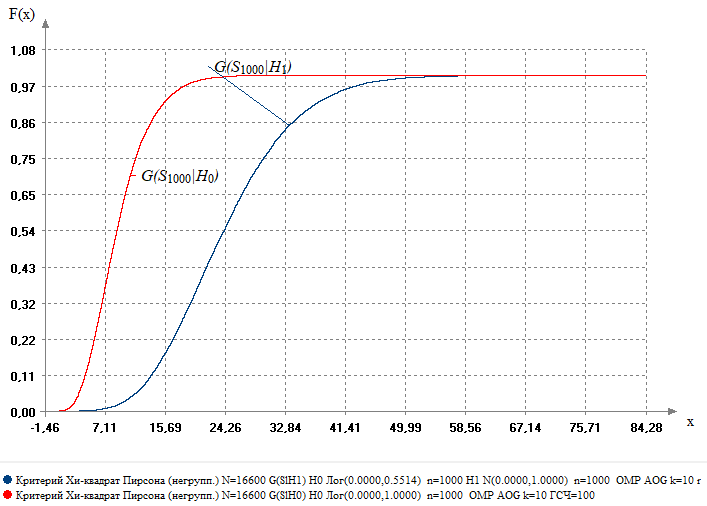 F(x)
1,08
0,97
0,86
0,75
0,65
0,54
0,43
0,32
0,22
0,11
0,00
G(S1000|H1)
G(S1000|H0)
-1,46 7,11 15,69 24,26 32,84 41,41 49,99 58,56 67,14 75,71 84,28
x
Критерий Хи-квадрат Пирсона (негрупп.) N=16600 G(S|H1) H0 Лог(0.0000,0.5514) n=1000 H1 N(0.0000,1.0000) n=1000 ОМР AOG k=10 г
Критерий Хи-квадрат Пирсона (негрупп.) N=16600 G(S|H0) H0 Лог(0.0000,1.0000) n=1000 ОМР AOG k=10 ГСЧ=100